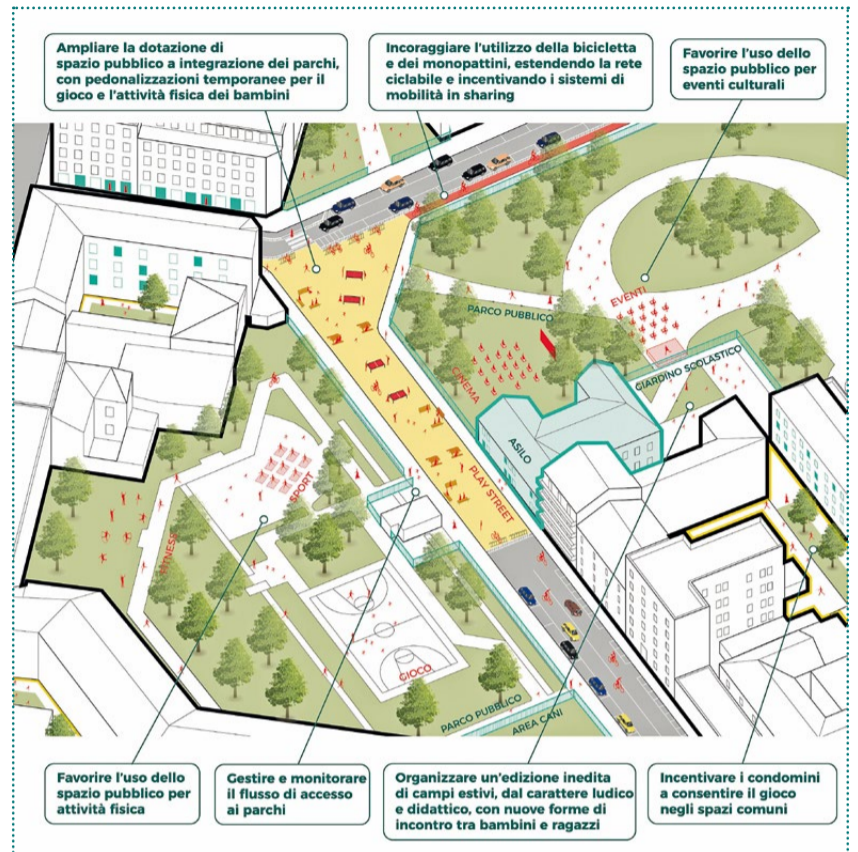 Ampliare la dotazione di
spazio pubblico a integrazione dei parchi,
con pedonalizzazioni temporanee per il
gioco e l'attività fisica dei bambini
Incoraggiare l'utilizzo della bicicletta
e dei monopattini, estendendo la rete
ciclabile e incentivando i sistemi di
mobilità in sharing
Favorire l'uso dello
spazio pubblico per
eventi culturali
EVENTI
PARCO PUBBLICO
CINEMA
GIARDINO SCOLASTICO
ASILO
PLAY STREET
SPORT
FITNESS
GIOCO
PARCO PUBBLICO
AREA CANI
Favorire l'uso dello
spazio pubblico per
attività fisica
Gestire e monitorare
il flusso di accesso
ai parchi
Organizzare un'edizione inedita
di campi estivi, dal carattere ludico
e didattico, con nuove forme di
incontro tra bambini e ragazzi
Incentivare i condomini
a consentire il gioco
negli spazi comuni